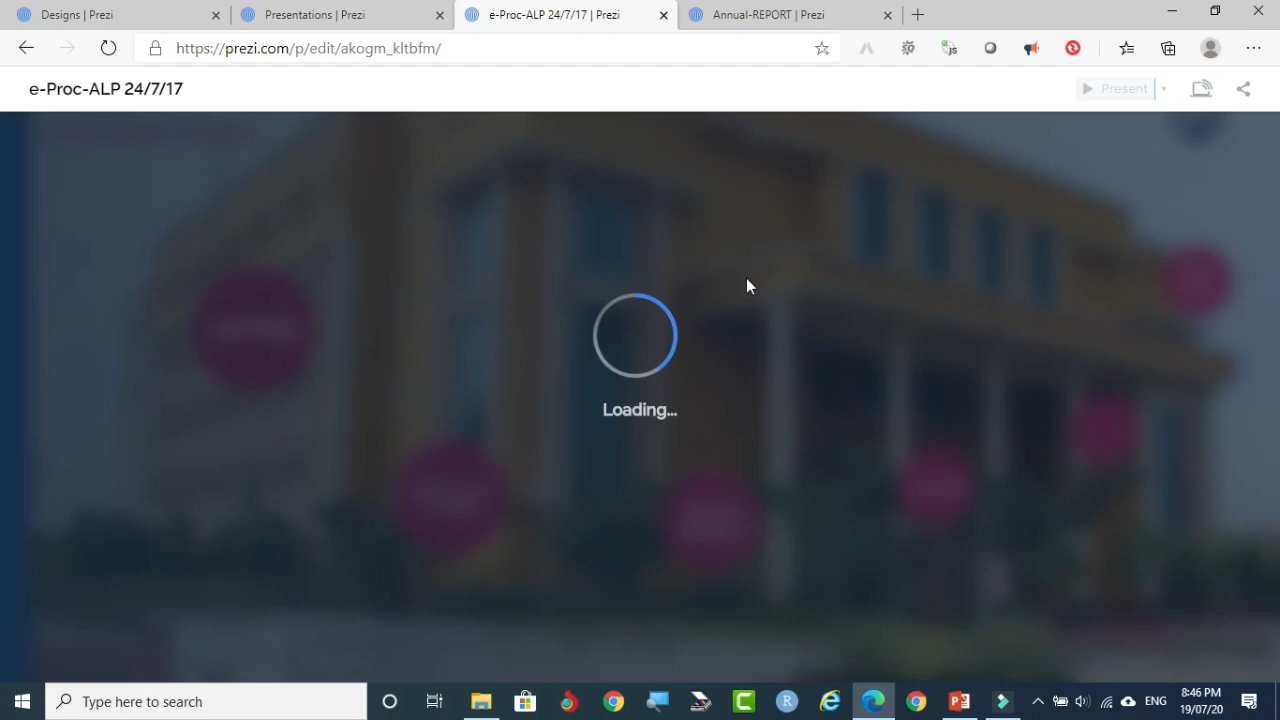 Designs | Prezi
Presentations | Prezi
e-Proc-ALP 24/7/17 | Prezi
Annual-REPORT | Prezi
https://prezi.com/p/edit/akogm_kltbfm/
e-Proc-ALP 24/7/17
Present
Loading...
Type here to search
ENG
8:46 PM
19/07/20